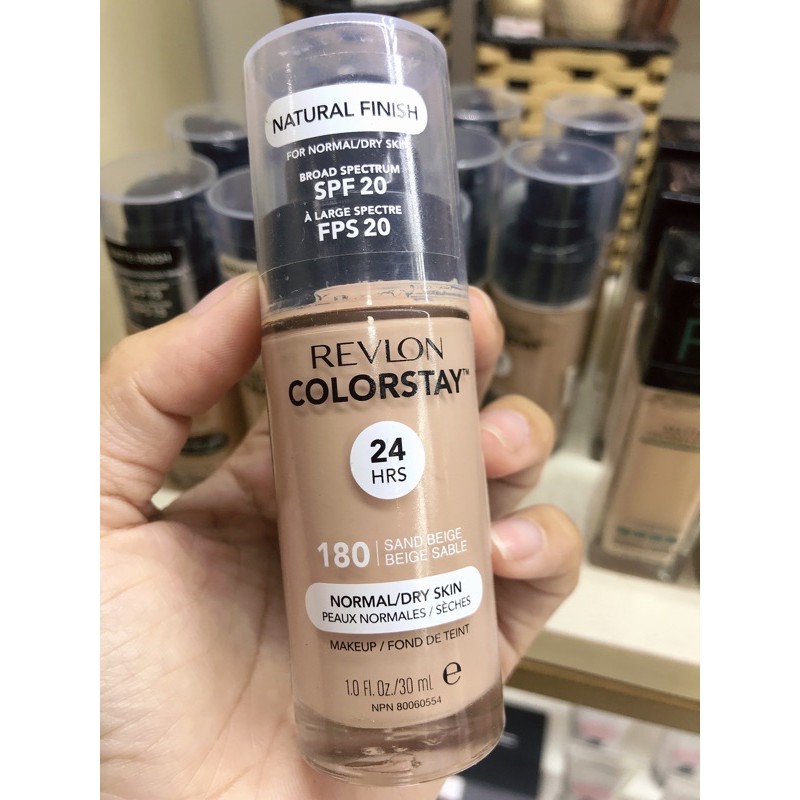 NATURAL FINISH
FOR NORMAL/DRY SKIN
BROAD SPECTRUM
SPF 20
À LARGE SPECTRE
FPS 20
REVLON
COLORSTAY™
24
HRS
180 | SAND BEIGE
BEIGE SABLE
NORMAL/DRY SKIN
PEAUX NORMALES / SÈCHES
MAKEUP / FOND DE TEINT
1.0 Fl. Oz./30 mL e
NPN 80060554
FINISH